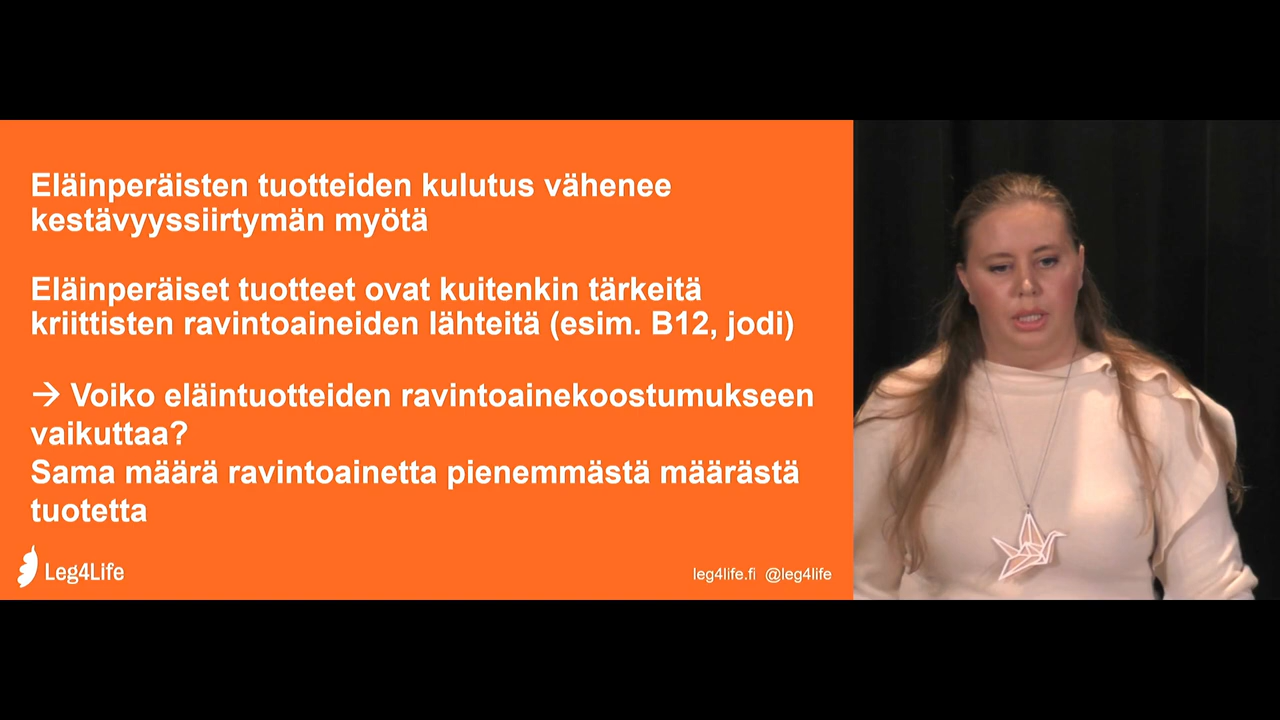 Eläinperäisten tuotteiden kulutus vähenee
kestävyyssiirtymän myötä
Eläinperäiset tuotteet ovat kuitenkin tärkeitä
kriittisten ravintoaineiden lähteitä (esim. B12, jodi)
→ Voiko eläintuotteiden ravintoainekoostumukseen
vaikuttaa?
Sama määrä ravintoainetta pienemmästä määrästä
tuotetta
Leg4Life
leg4life.fi @leg4life